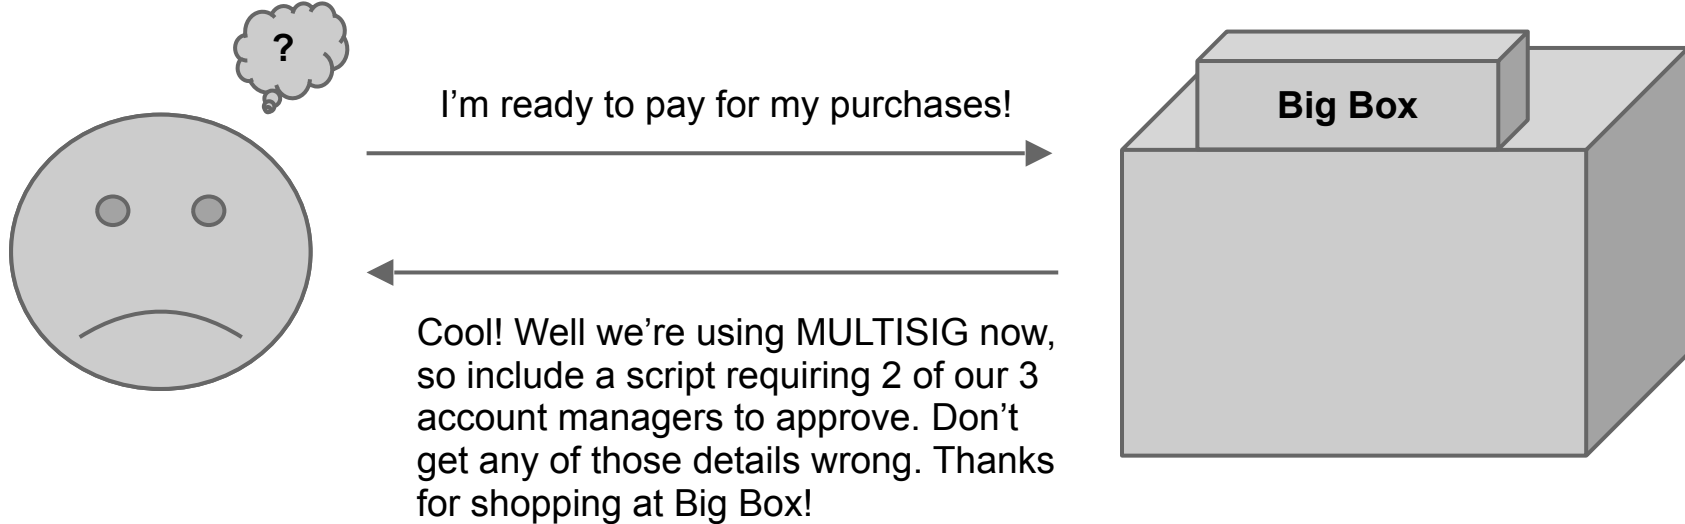 ?
I’m ready to pay for my purchases!
Big Box
Cool! Well we’re using MULTISIG now,
so include a script requiring 2 of our 3
account managers to approve. Don’t
get any of those details wrong. Thanks
for shopping at Big Box!